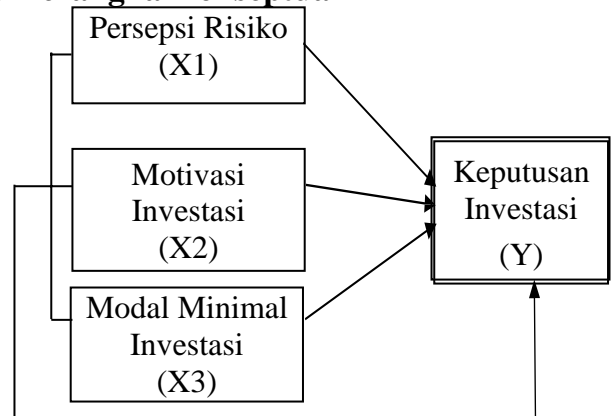 Persepsi Risiko
(X1)
Motivasi
Investasi
(X2)
Modal Minimal
Investasi
(X3)
Keputusan
Investasi
(Y)